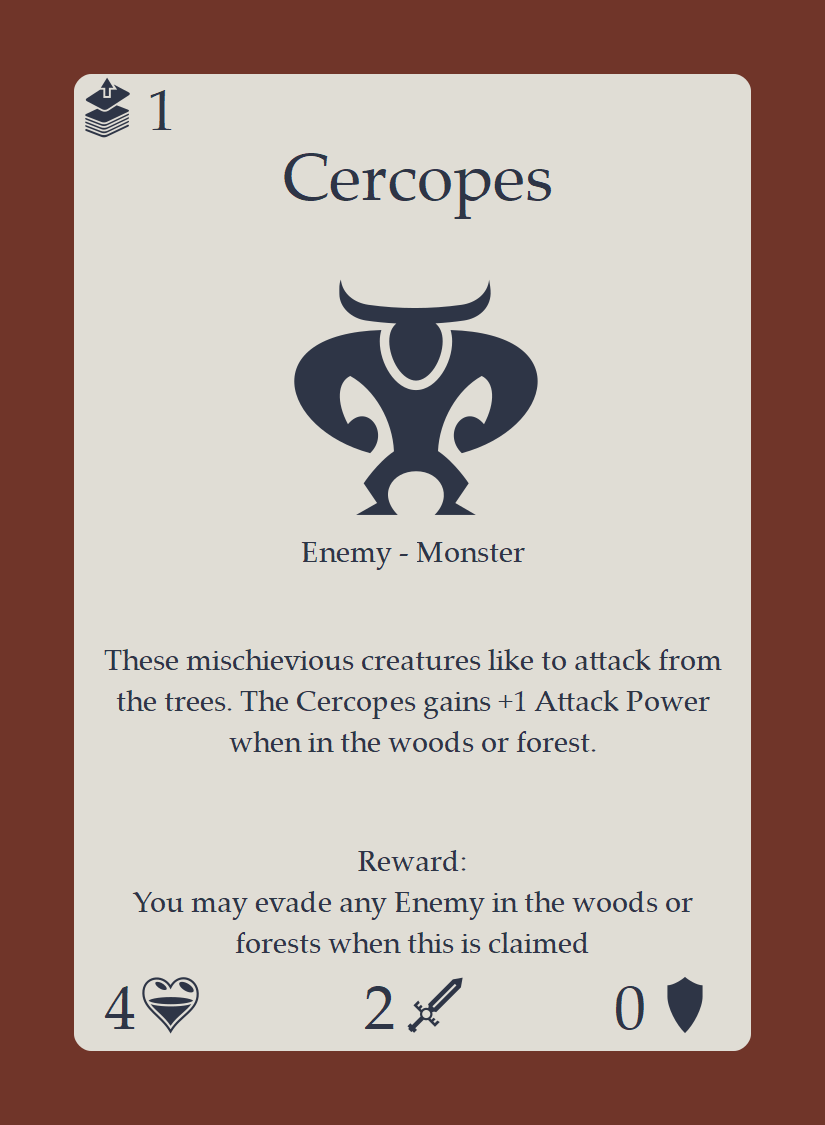 1
Cercopes
Enemy - Monster
These mischievious creatures like to attack from
the trees. The Cercopes gains +1 Attack Power
when in the woods or forest.
Reward:
You may evade any Enemy in the woods or
forests when this is claimed
4 2 0